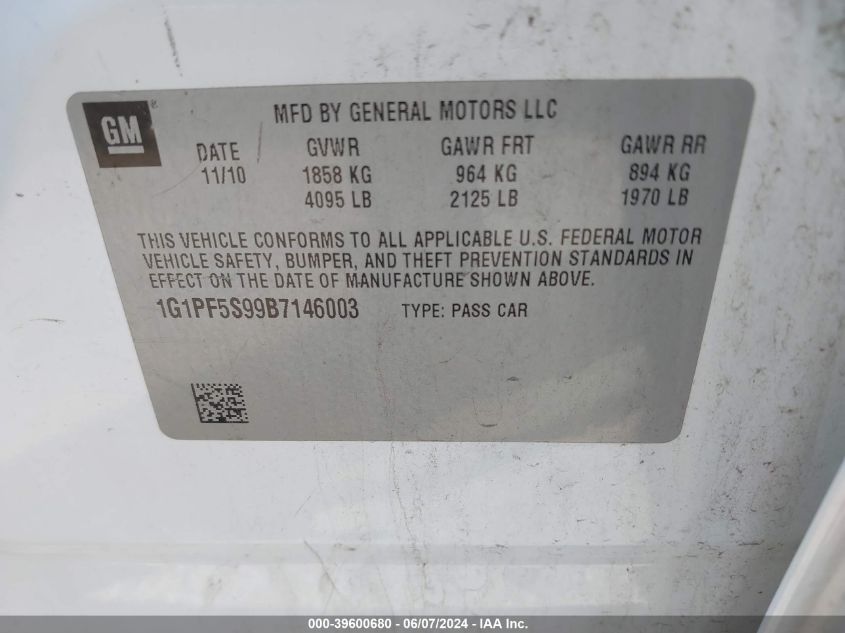 GM ®
MFD BY GENERAL MOTORS LLC
DATE GVWR GAWR FRT GAWR RR
11/10 1858 KG 964 KG 894 KG
4095 LB 2125 LB 1970 LB
THIS VEHICLE CONFORMS TO ALL APPLICABLE U.S. FEDERAL MOTOR
VEHICLE SAFETY, BUMPER, AND THEFT PREVENTION STANDARDS IN
EFFECT ON THE DATE OF MANUFACTURE SHOWN ABOVE.
1G1PF5S99B7146003 TYPE: PASS CAR
000-39600680 - 06/07/2024 - IAA Inc.